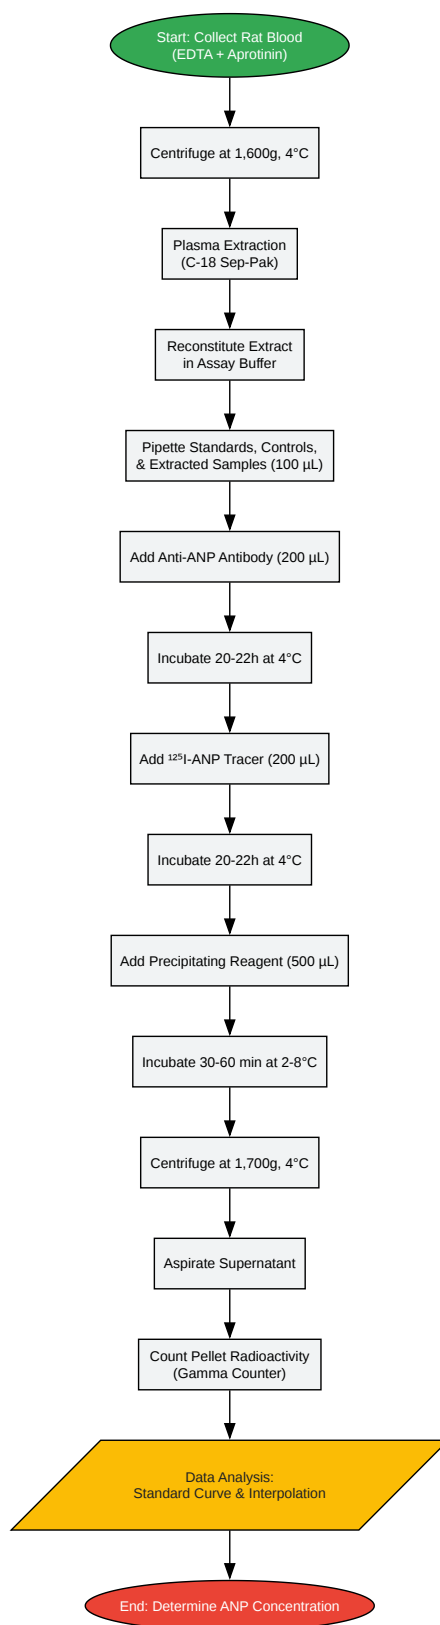 Start: Collect Rat Blood
(EDTA + Aprotinin)
Centrifuge at 1,600g, 4°C
Plasma Extraction
(C-18 Sep-Pak)
Reconstitute Extract
in Assay Buffer
Pipette Standards, Controls,
& Extracted Samples (100 µL)
Add Anti-ANP Antibody (200 µL)
Incubate 20-22h at 4°C
Add ¹²⁵I-ANP Tracer (200 µL)
Incubate 20-22h at 4°C
Add Precipitating Reagent (500 µL)
Incubate 30-60 min at 2-8°C
Centrifuge at 1,700g, 4°C
Aspirate Supernatant
Count Pellet Radioactivity
(Gamma Counter)
Data Analysis:
Standard Curve & Interpolation
End: Determine ANP Concentration